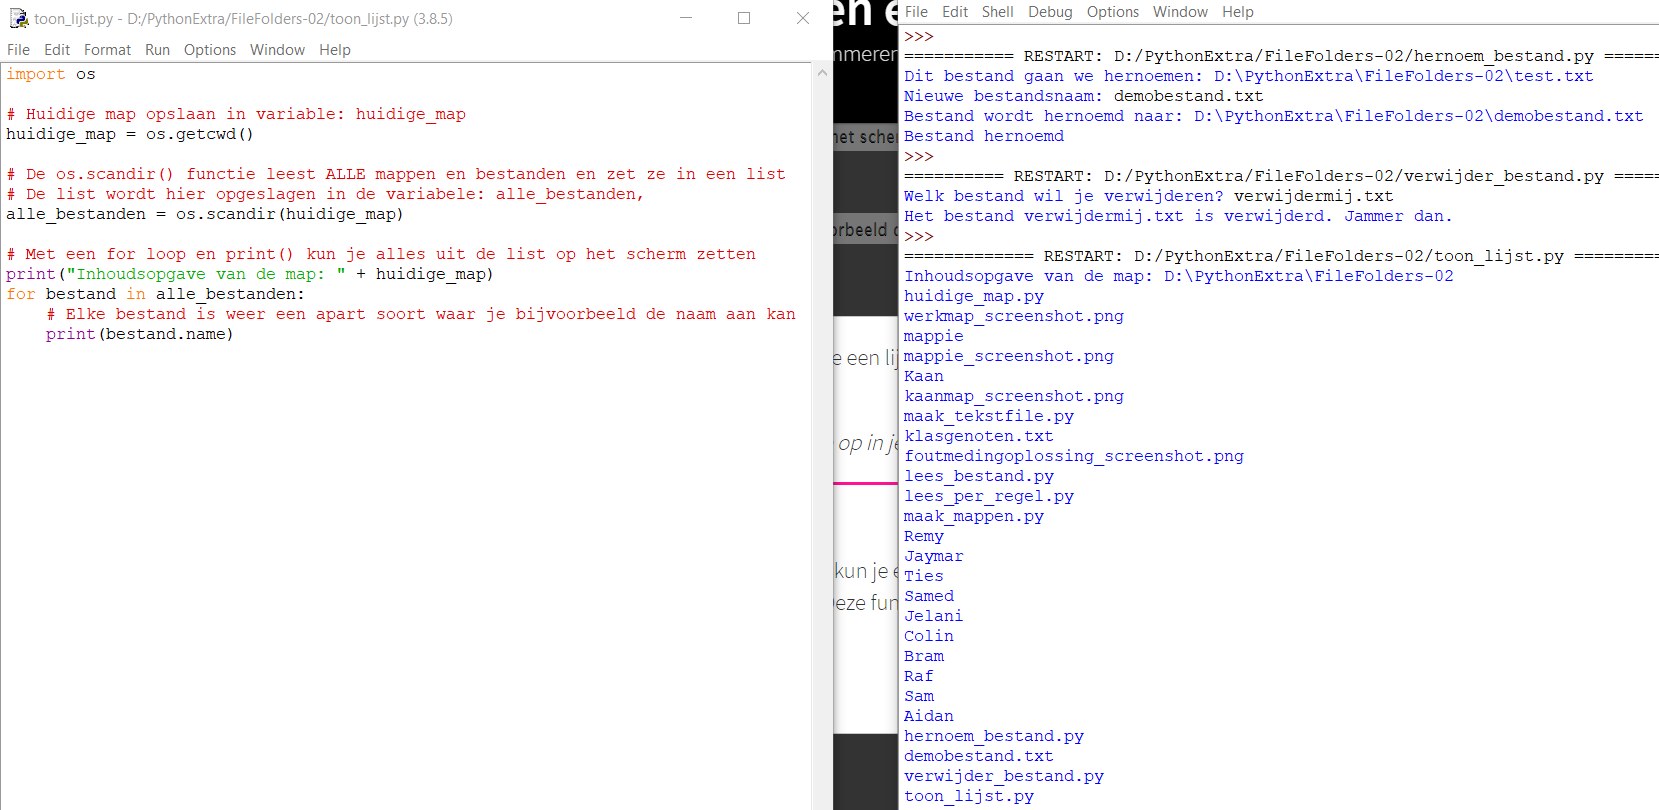 toon_lijst.py - D:/PythonExtra/FileFolders-02/toon_lijst.py (3.8.5)
File Edit Format Run Options Window Help
import os
# Huidige map opslaan in variable: huidige_map
huidige_map = os.getcwd()
# De os.scandir() functie leest ALLE mappen en bestanden en zet ze in een list
# De list wordt hier opgeslagen in de variabele: alle_bestanden,
alle_bestanden = os.scandir(huidige_map)
# Met een for loop en print() kun je alles uit de list op het scherm zetten
print("Inhoudsopgave van de map: " + huidige_map)
for bestand in alle_bestanden:
    # Elke bestand is weer een apart soort waar je bijvoorbeeld de naam aan kan
    print(bestand.name)
en e
mmeren
het scher
orbeeld d
e een lij
op in je
kun je e
Deze fun
File Edit Shell Debug Options Window Help
>>>
=========== RESTART: D:/PythonExtra/FileFolders-02/hernoem_bestand.py ======
Dit bestand gaan we hernoemen: D:\PythonExtra\FileFolders-02\test.txt
Nieuwe bestandsnaam: demobestand.txt
Bestand wordt hernoemd naar: D:\PythonExtra\FileFolders-02\demobestand.txt
Bestand hernoemd
>>>
========== RESTART: D:/PythonExtra/FileFolders-02/verwijder_bestand.py =====
Welk bestand wil je verwijderen? verwijdermij.txt
Het bestand verwijdermij.txt is verwijderd. Jammer dan.
>>>
============= RESTART: D:/PythonExtra/FileFolders-02/toon_lijst.py =========
Inhoudsopgave van de map: D:\PythonExtra\FileFolders-02
huidige_map.py
werkmap_screenshot.png
mappie
mappie_screenshot.png
Kaan
kaanmap_screenshot.png
maak_tekstfile.py
klasgenoten.txt
foutmedingoplossing_screenshot.png
lees_bestand.py
lees_per_regel.py
maak_mappen.py
Remy
Jaymar
Ties
Samed
Jelani
Colin
Bram
Raf
Sam
Aidan
hernoem_bestand.py
demobestand.txt
verwijder_bestand.py
toon_lijst.py